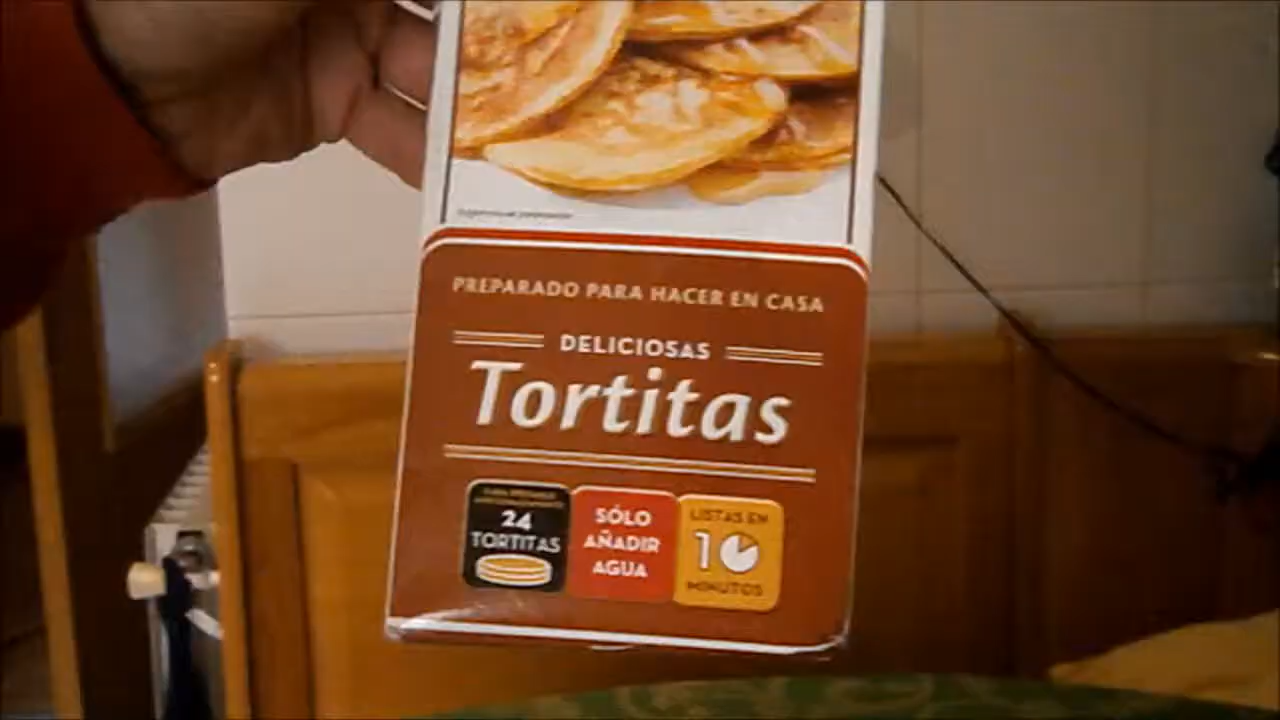 PREPARADO PARA HACER EN CASA
DELICIOSAS
Tortitas
24
TORTITAS
SÓLO
AÑADIR
AGUA
LISTAS EN
10
MINUTOS